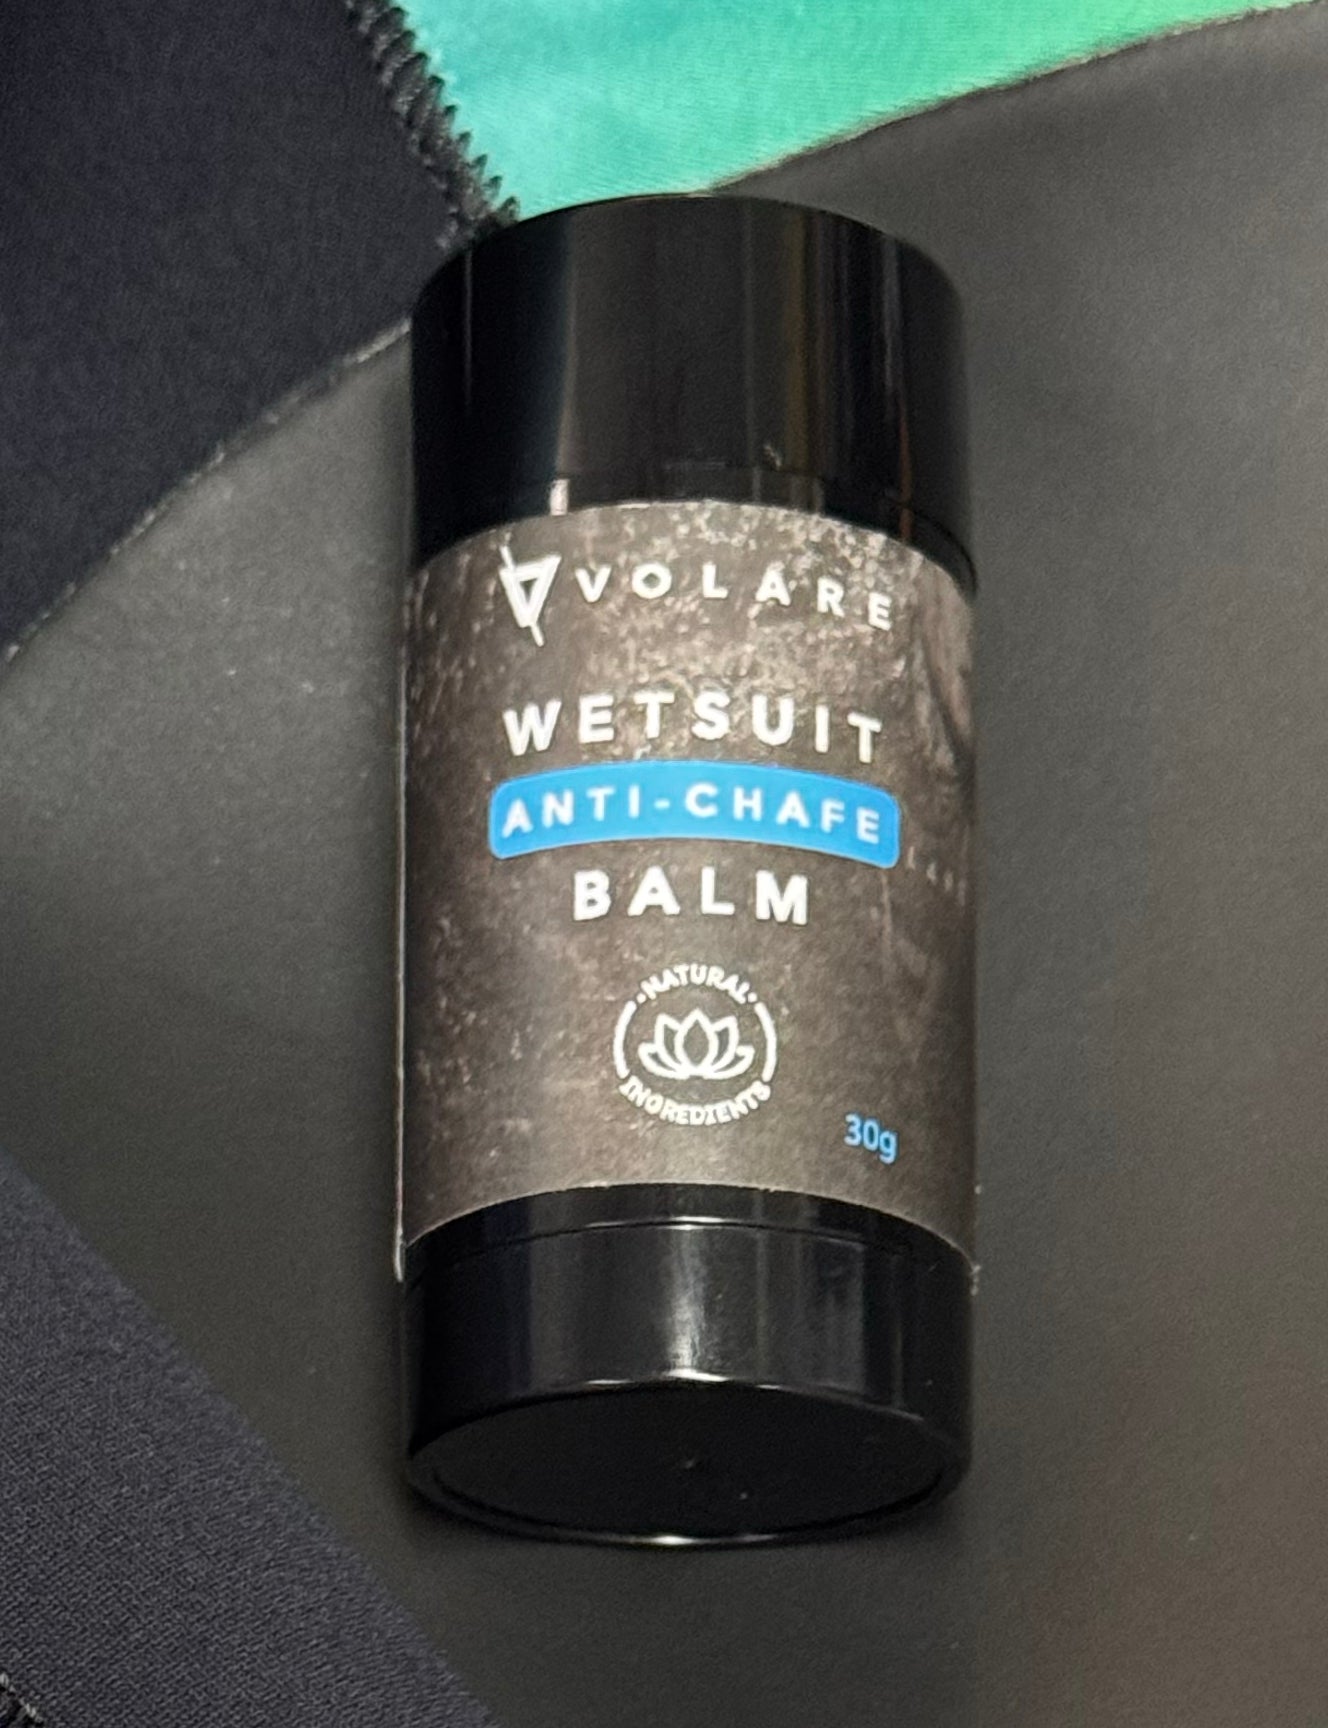 VOLARE
WETSUIT
ANTI-CHAFE
BALM
NATURAL
INGREDIENTS
30g